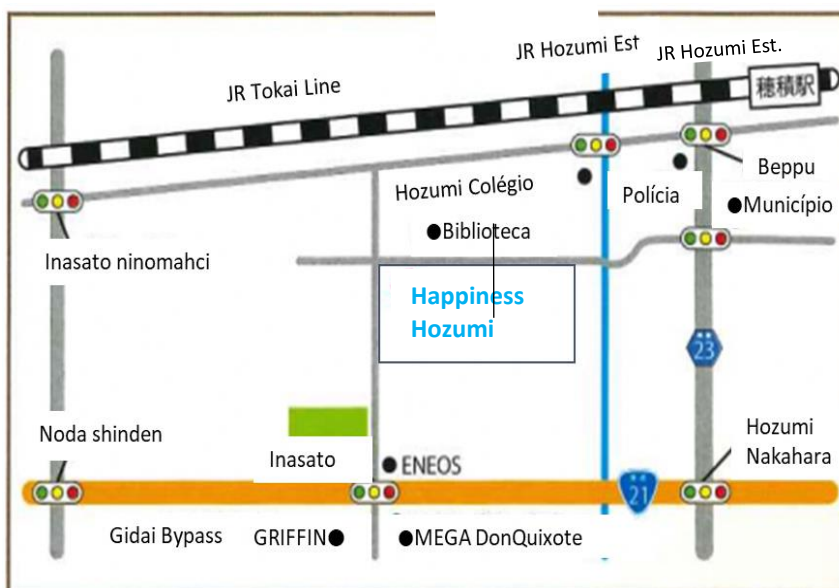 JR Hozumi Est
JR Hozumi Est.
JR Tokai Line
穂積駅
Beppu
Hozumi Colégio
Polícia
Município
Biblioteca
Inasato ninomahci
Happiness
Hozumi
23
Noda shinden
Hozumi
Nakahara
Inasato
ENEOS
21
Gidai Bypass
GRIFFIN
MEGA DonQuixote